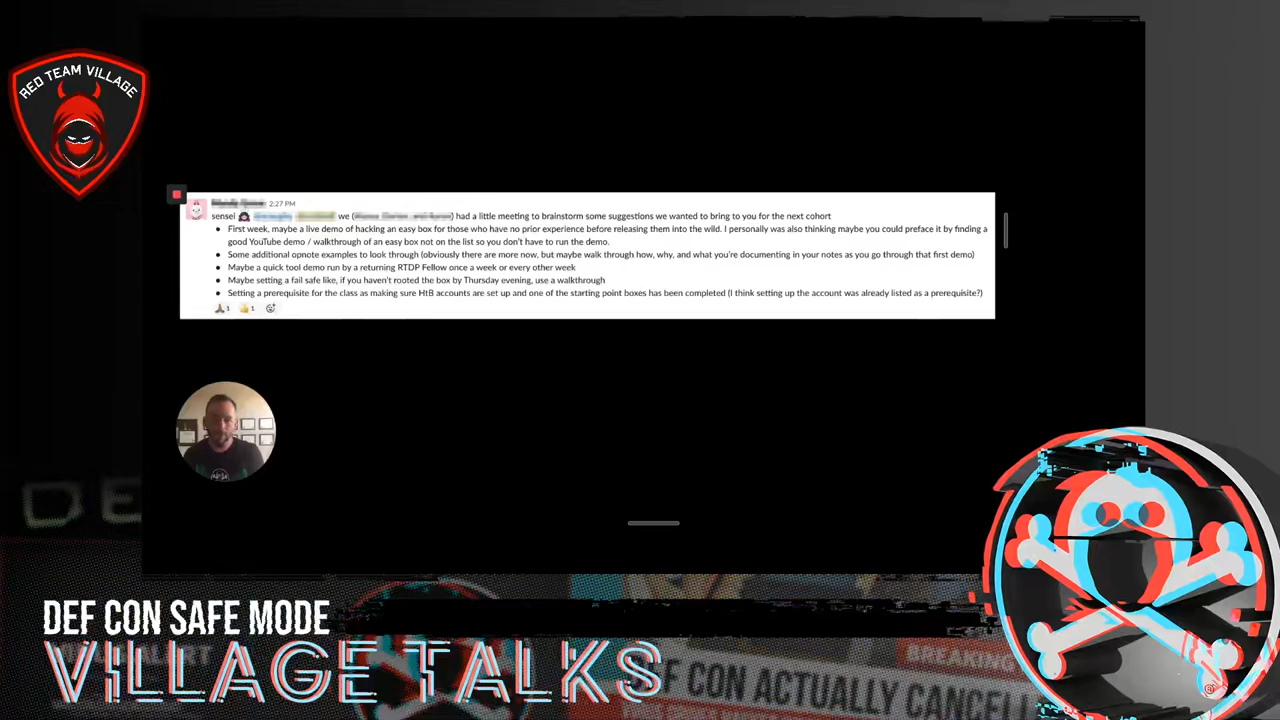 RED TEAM VILLAGE
2:27 PM
sensei we ( ) had a little meeting to brainstorm some suggestions we wanted to bring to you for the next cohort
• First week, maybe a live demo of hacking an easy box for those who have no prior experience before releasing them into the wild. I personally was also thinking maybe you could preface it by finding a
good YouTube demo / walkthrough of an easy box not on the list so you don't have to run the demo.
• Some additional opnote examples to look through (obviously there are more now, but maybe walk through how, why, and what you're documenting in your notes as you go through that first demo)
• Maybe a quick tool demo run by a returning RTDP Fellow once a week or every other week
• Maybe setting a fail safe like, if you haven't rooted the box by Thursday evening, use a walkthrough
• Setting a prerequisite for the class as making sure HtB accounts are set up and one of the starting point boxes has been completed (I think setting up the account was already listed as a prerequisite?)
1 1
DEF CON SAFE MODE
VILLAGE TALKS
BREAKING
DEF CON ACTUALLY CANCEL